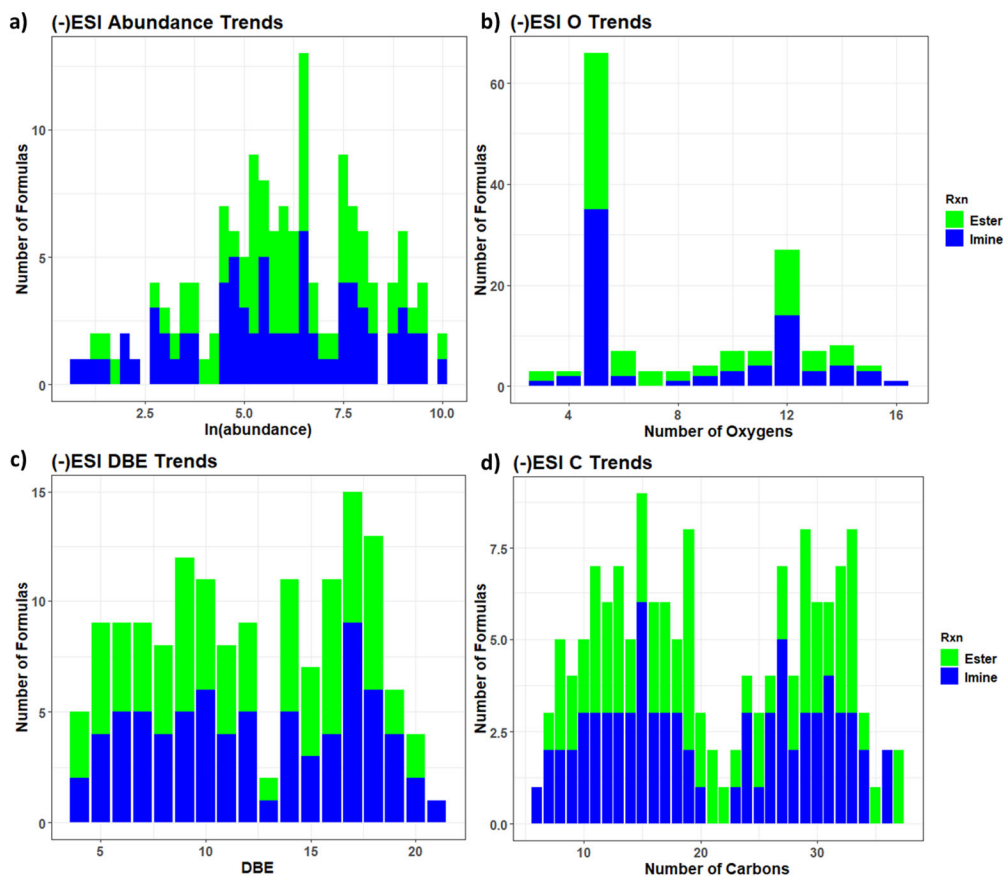 a) (-)ESI Abundance Trends
Number of Formulas
10
5
0
2.5 5.0 7.5 10.0
ln(abundance)
b) (-)ESI O Trends
Number of Formulas
60
40
20
0
4 8 12 16
Number of Oxygens
Rxn
Ester
Imine
c) (-)ESI DBE Trends
Number of Formulas
15
10
5
0
5 10 15 20
DBE
d) (-)ESI C Trends
Number of Formulas
7.5
5.0
2.5
0.0
10 20 30
Number of Carbons
Rxn
Ester
Imine